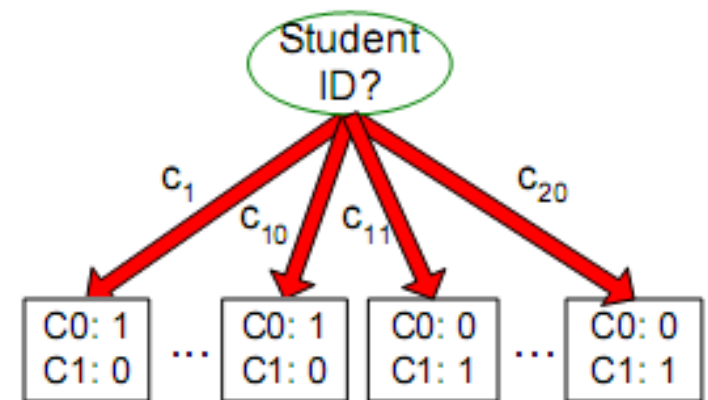 Student
ID?
c₁
c₁₀
c₁₁
c₂₀
C0: 1
C1: 0
...
C0: 1
C1: 0
C0: 0
C1: 1
...
C0: 0
C1: 1